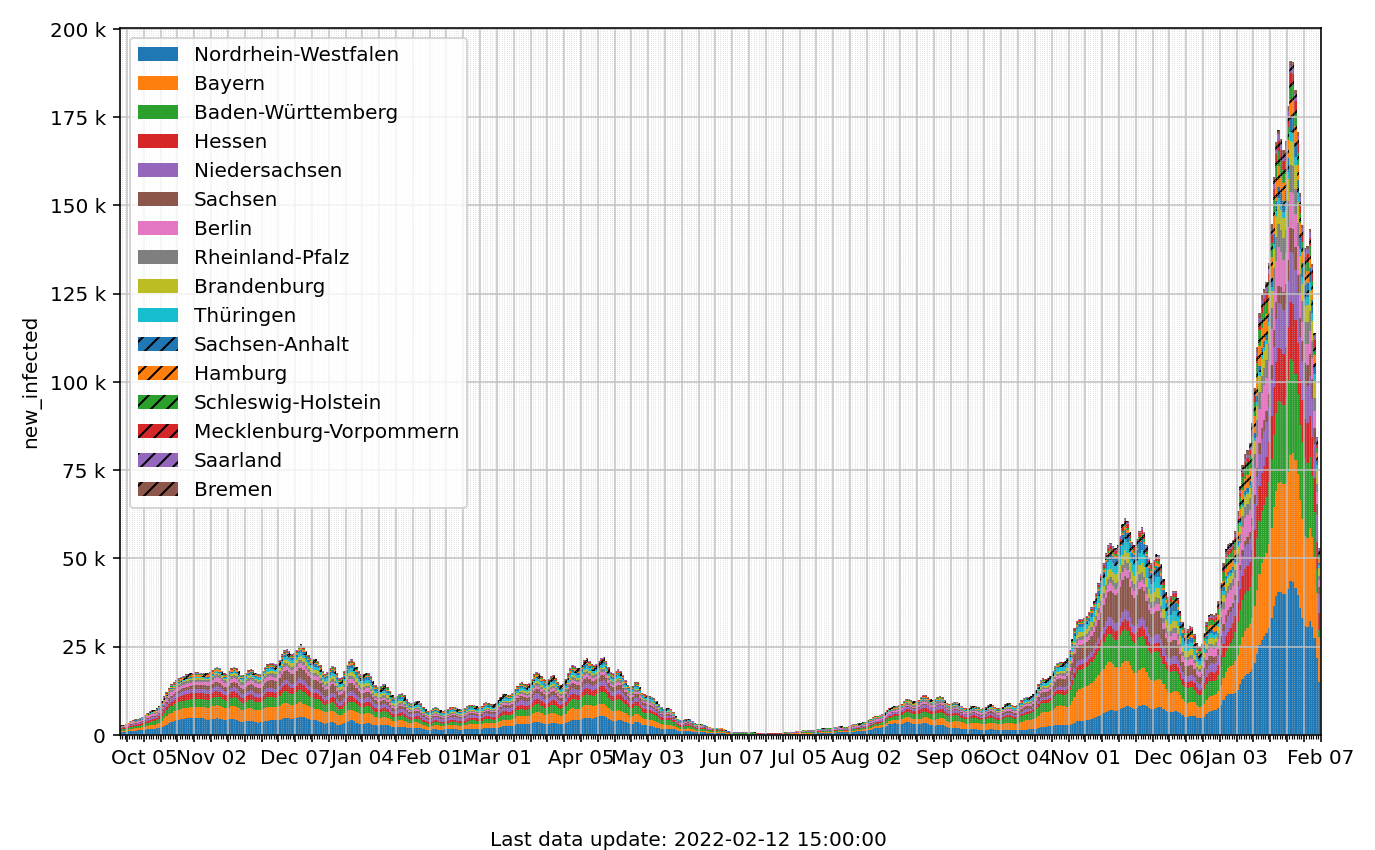 200 k
175 k
150 k
125 k
100 k
75 k
50 k
25 k
0
new_infected
Nordrhein-Westfalen
Bayern
Baden-Württemberg
Hessen
Niedersachsen
Sachsen
Berlin
Rheinland-Pfalz
Brandenburg
Thüringen
Sachsen-Anhalt
Hamburg
Schleswig-Holstein
Mecklenburg-Vorpommern
Saarland
Bremen
Oct 05 Nov 02 Dec 07 Jan 04 Feb 01 Mar 01 Apr 05 May 03 Jun 07 Jul 05 Aug 02 Sep 06 Oct 04 Nov 01 Dec 06 Jan 03 Feb 07
Last data update: 2022-02-12 15:00:00